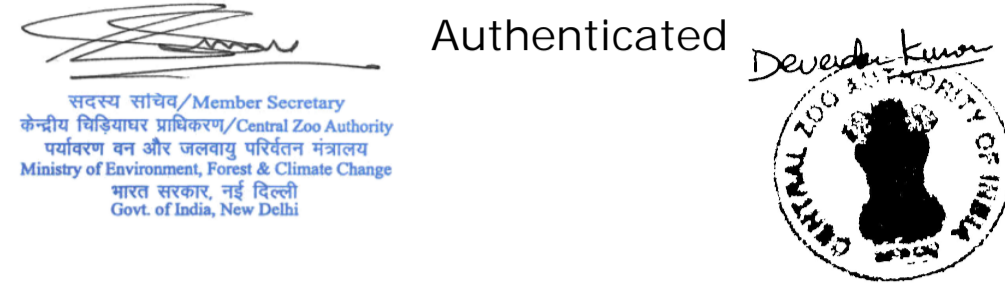 Authenticated
Devender Kumar
सदस्य सचिव/Member Secretary
केन्द्रीय चिड़ियाघर प्राधिकरण/Central Zoo Authority
पर्यावरण वन और जलवायु परिर्वतन मंत्रालय
Ministry of Environment, Forest & Climate Change
भारत सरकार, नई दिल्ली
Govt. of India, New Delhi
CENTRAL ZOO AUTHORITY OF INDIA